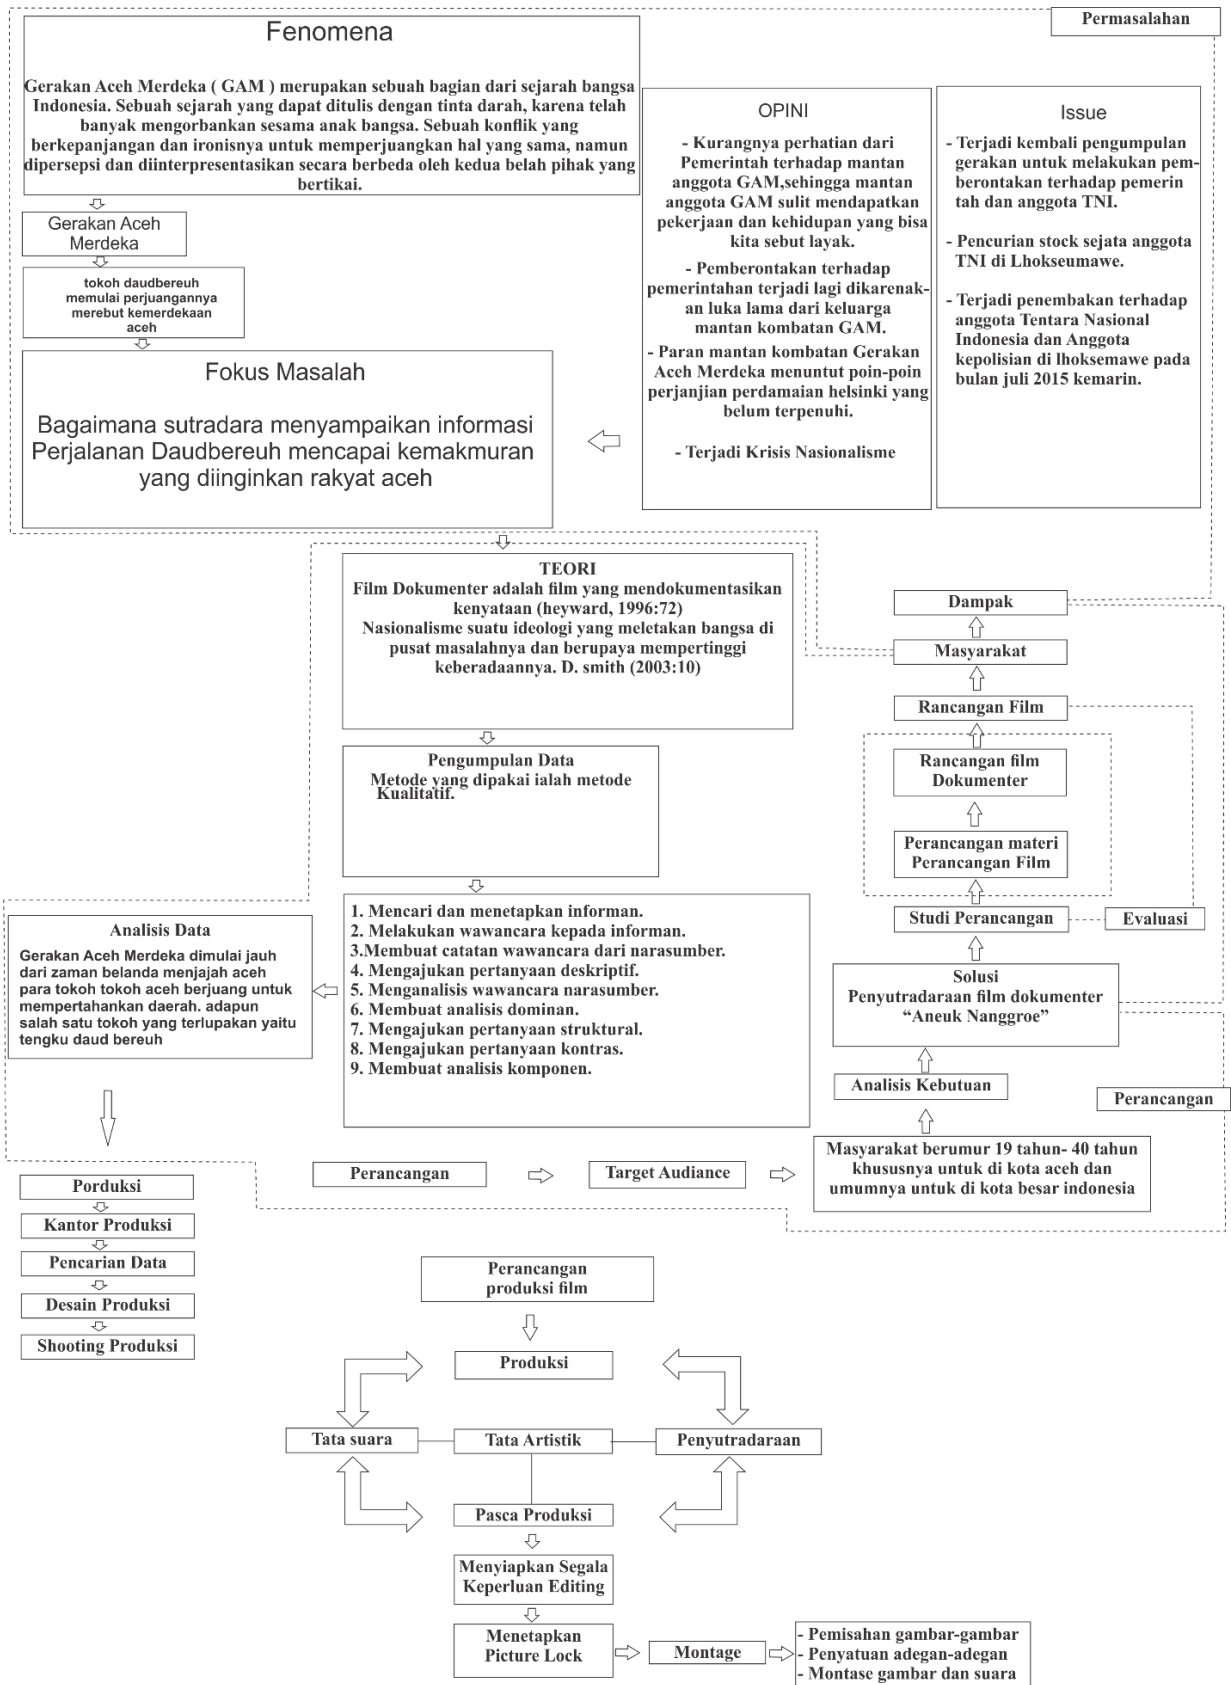 Permasalahan
Fenomena
Gerakan Aceh Merdeka ( GAM ) merupakan sebuah bagian dari sejarah bangsa
Indonesia. Sebuah sejarah yang dapat ditulis dengan tinta darah, karena telah
banyak mengorbankan sesama anak bangsa. Sebuah konflik yang
berkepanjangan dan ironisnya untuk memperjuangkan hal yang sama, namun
dipersepsi dan diinterpresentasikan secara berbeda oleh kedua belah pihak yang
bertikai.
Gerakan Aceh
Merdeka
tokoh daudbereuh
memulai perjuangannya
merebut kemerdekaan
aceh
Fokus Masalah
Bagaimana sutradara menyampaikan informasi
Perjalanan Daudbereuh mencapai kemakmuran
yang diinginkan rakyat aceh
OPINI
- Kurangnya perhatian dari
Pemerintah terhadap mantan
anggota GAM,sehingga mantan
anggota GAM sulit mendapatkan
pekerjaan dan kehidupan yang bisa
kita sebut layak.
- Pemberontakan terhadap
pemerintahan terjadi lagi dikarenak-
an luka lama dari keluarga
mantan kombatan GAM.
- Paran mantan kombatan Gerakan
Aceh Merdeka menuntut poin-poin
perjanjian perdamaian helsinki yang
belum terpenuhi.
- Terjadi Krisis Nasionalisme
Issue
- Terjadi kembali pengumpulan
gerakan untuk melakukan pem-
berontakan terhadap pemerin
tah dan anggota TNI.
- Pencurian stock sejata anggota
TNI di Lhokseumawe.
- Terjadi penembakan terhadap
anggota Tentara Nasional
Indonesia dan Anggota
kepolisian di lhoksemawe pada
bulan juli 2015 kemarin.
TEORI
Film Dokumenter adalah film yang mendokumentasikan
kenyataan (heyward, 1996:72)
Nasionalisme suatu ideologi yang meletakan bangsa di
pusat masalahnya dan berupaya mempertinggi
keberadaannya. D. smith (2003:10)
Pengumpulan Data
Metode yang dipakai ialah metode
Kualitatif.
1. Mencari dan menetapkan informan.
2. Melakukan wawancara kepada informan.
3.Membuat catatan wawancara dari narasumber.
4. Mengajukan pertanyaan deskriptif.
5. Menganalisis wawancara narasumber.
6. Membuat analisis dominan.
7. Mengajukan pertanyaan struktural.
8. Mengajukan pertanyaan kontras.
9. Membuat analisis komponen.
Analisis Data
Gerakan Aceh Merdeka dimulai jauh
dari zaman belanda menjajah aceh
para tokoh tokoh aceh berjuang untuk
mempertahankan daerah. adapun
salah satu tokoh yang terlupakan yaitu
tengku daud bereuh
Dampak
Masyarakat
Rancangan Film
Rancangan film
Dokumenter
Perancangan materi
Perancangan Film
Studi Perancangan
Evaluasi
Solusi
Penyutradaraan film dokumenter
“Aneuk Nanggroe”
Analisis Kebutuan
Perancangan
Masyarakat berumur 19 tahun- 40 tahun
khususnya untuk di kota aceh dan
umumnya untuk di kota besar indonesia
Perancangan
Target Audiance
Porduksi
Kantor Produksi
Pencarian Data
Desain Produksi
Shooting Produksi
Perancangan
produksi film
Produksi
Tata suara
Tata Artistik
Penyutradaraan
Pasca Produksi
Menyiapkan Segala
Keperluan Editing
Menetapkan
Picture Lock
Montage
- Pemisahan gambar-gambar
- Penyatuan adegan-adegan
- Montase gambar dan suara